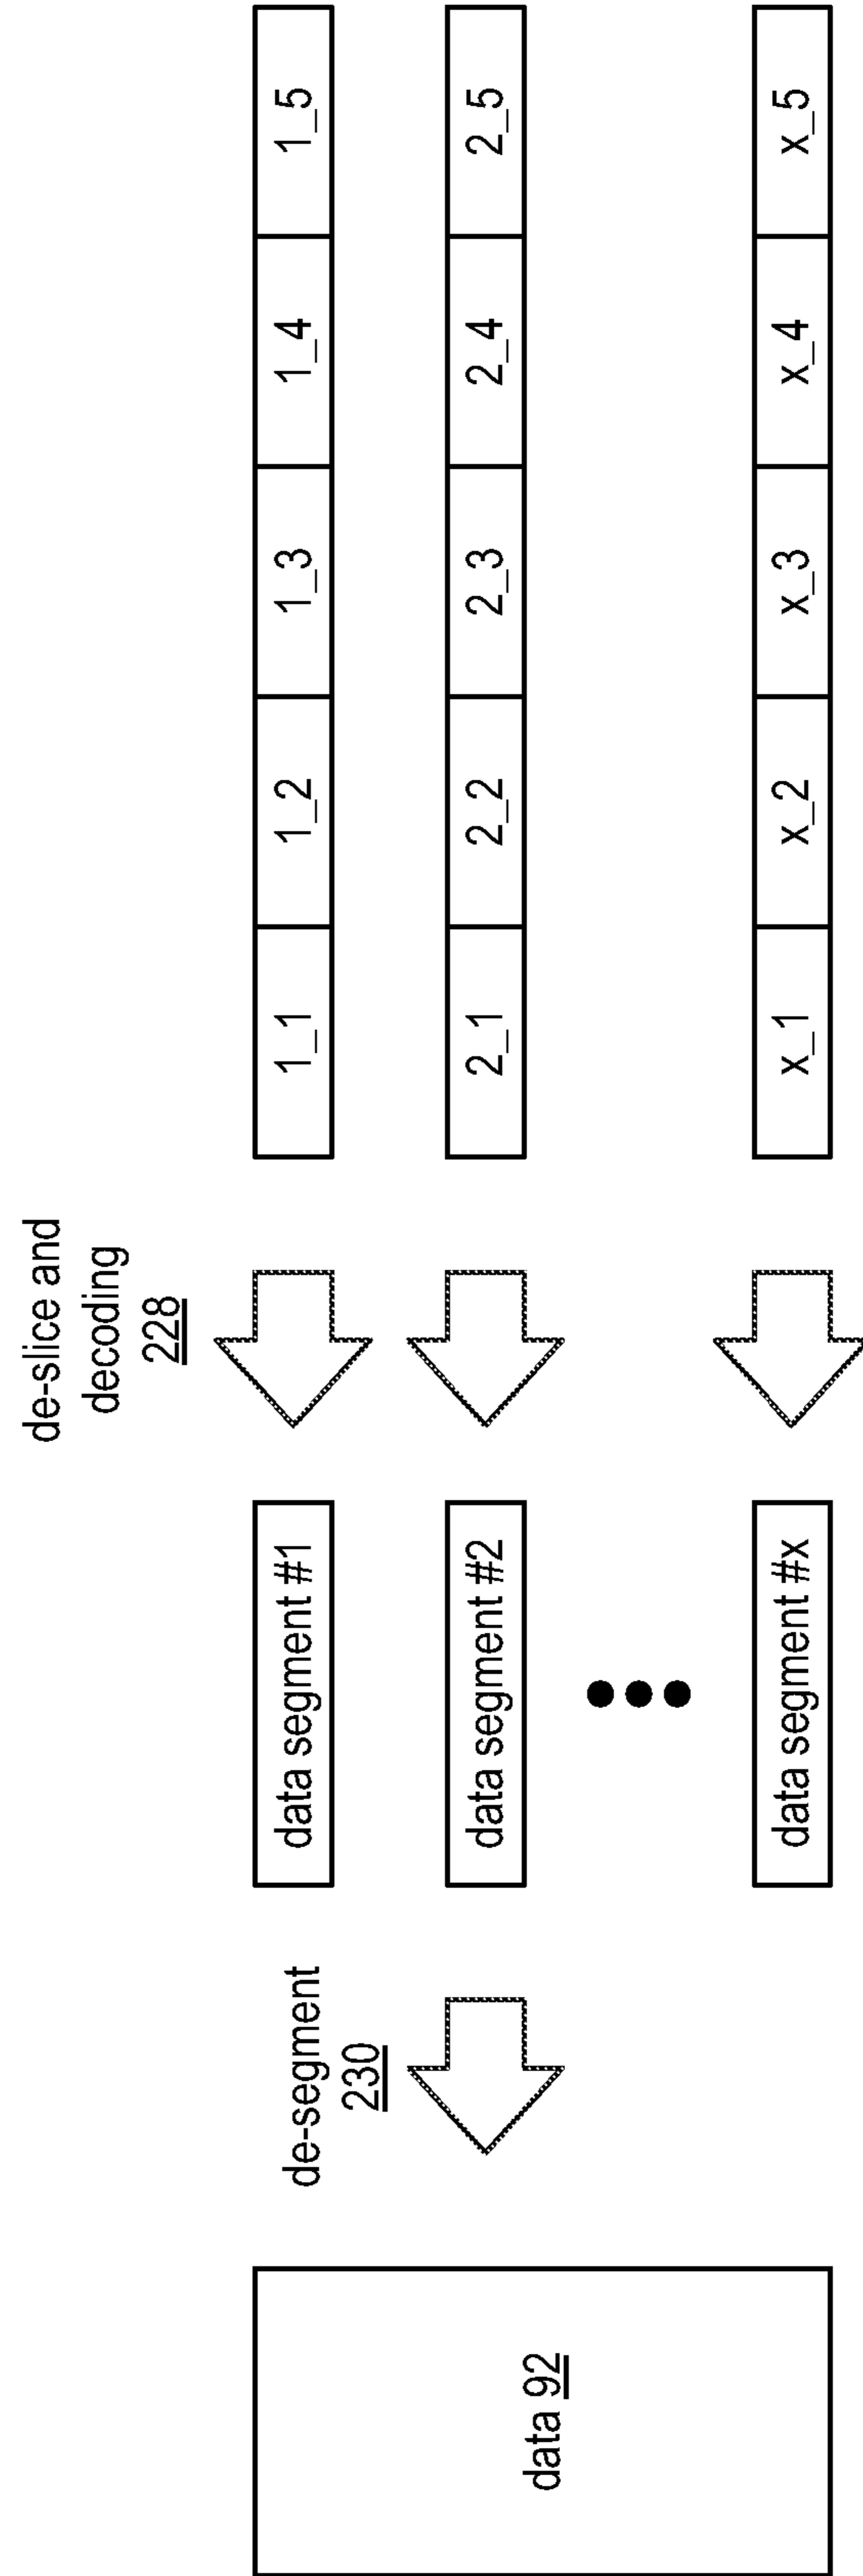 de-slice and
decoding
228
de-segment
230
data 92
data segment #1
1_1
1_2
1_3
1_4
1_5
data segment #2
2_1
2_2
2_3
2_4
2_5
data segment #x
x_1
x_2
x_3
x_4
x_5